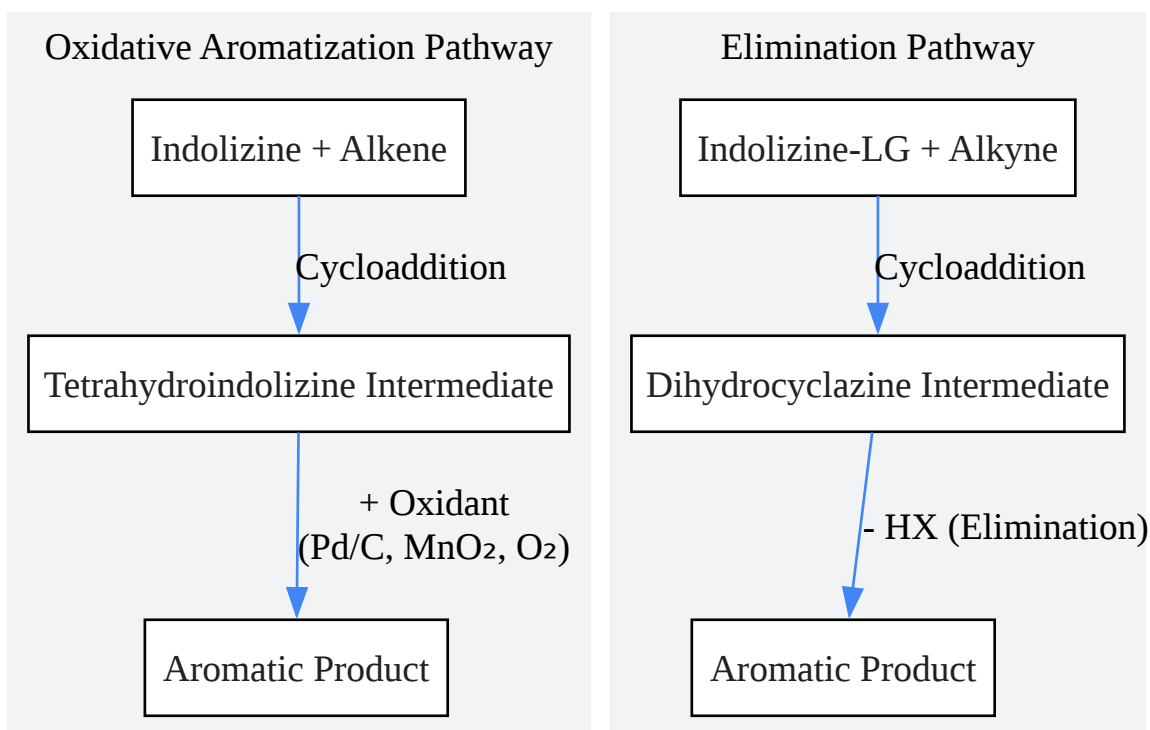 Oxidative Aromatization Pathway
Indolizine + Alkene
Cycloaddition
Tetrahydroindolizine Intermediate
+ Oxidant
(Pd/C, MnO₂, O₂)
Aromatic Product
Elimination Pathway
Indolizine-LG + Alkyne
Cycloaddition
Dihydrocyclazine Intermediate
- HX (Elimination)
Aromatic Product